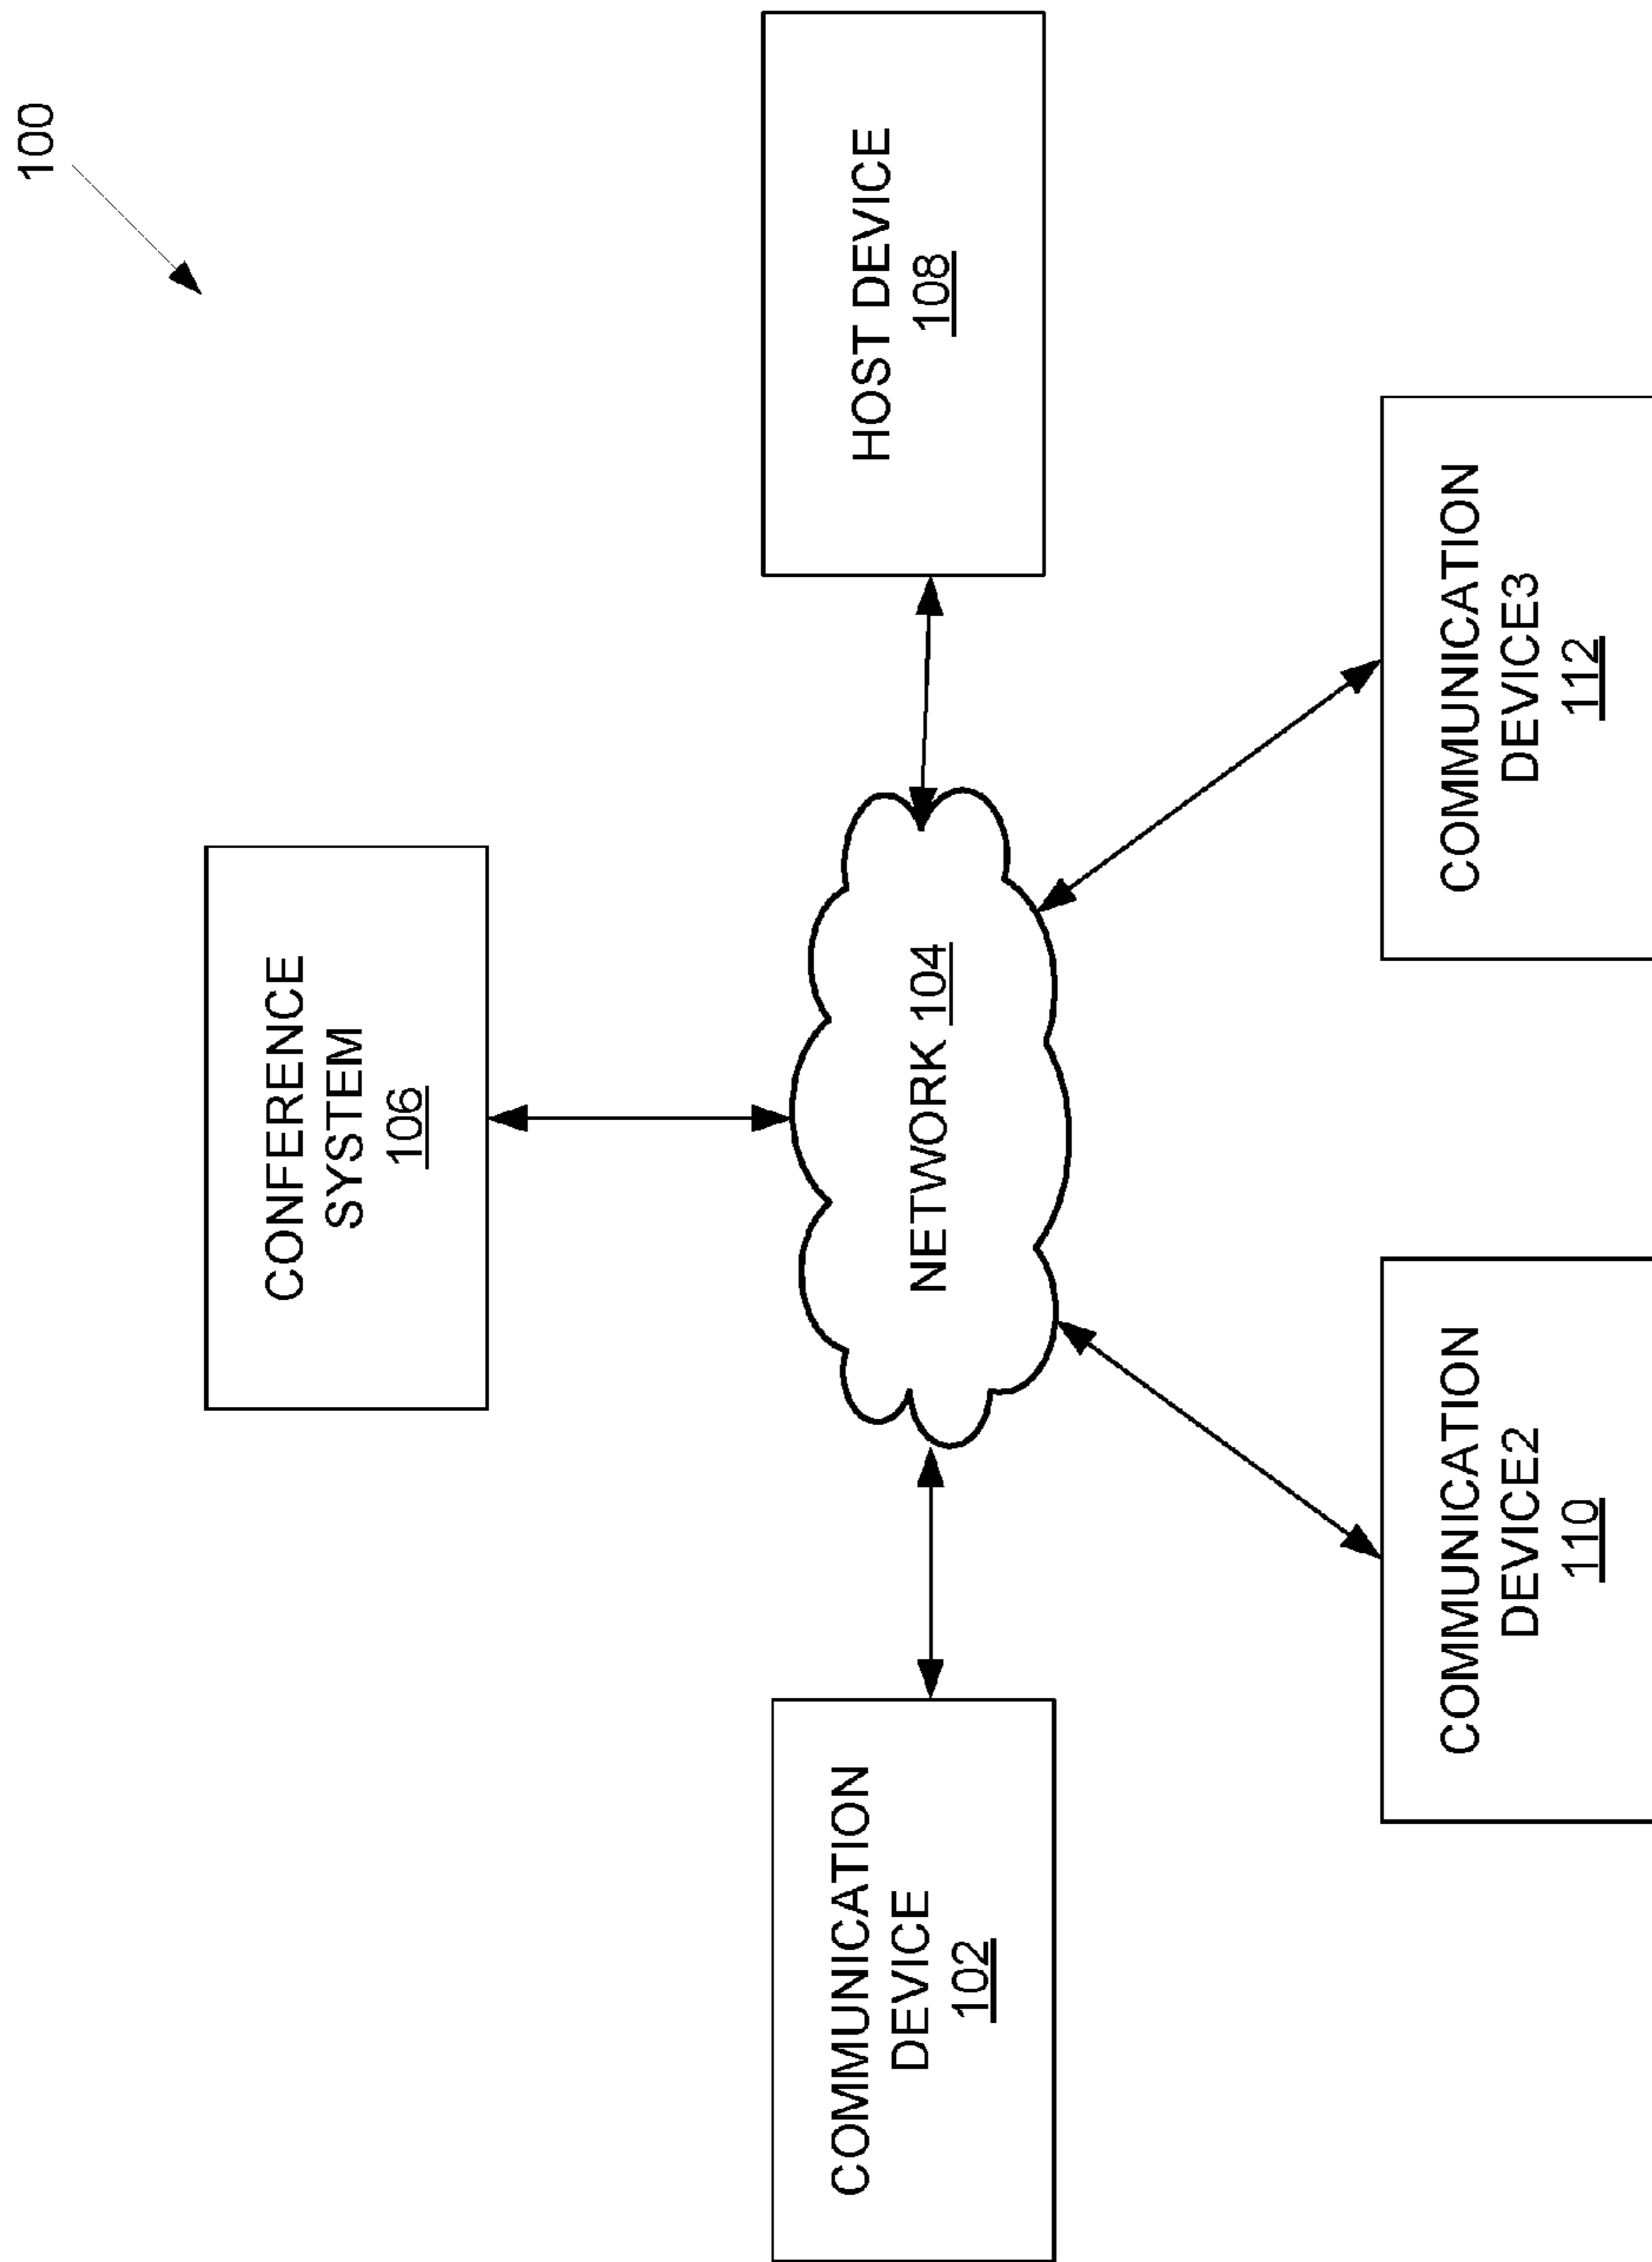 100
CONFERENCE
SYSTEM
106
COMMUNICATION
DEVICE
102
NETWORK 104
HOST DEVICE
108
COMMUNICATION
DEVICE2
110
COMMUNICATION
DEVICE3
112